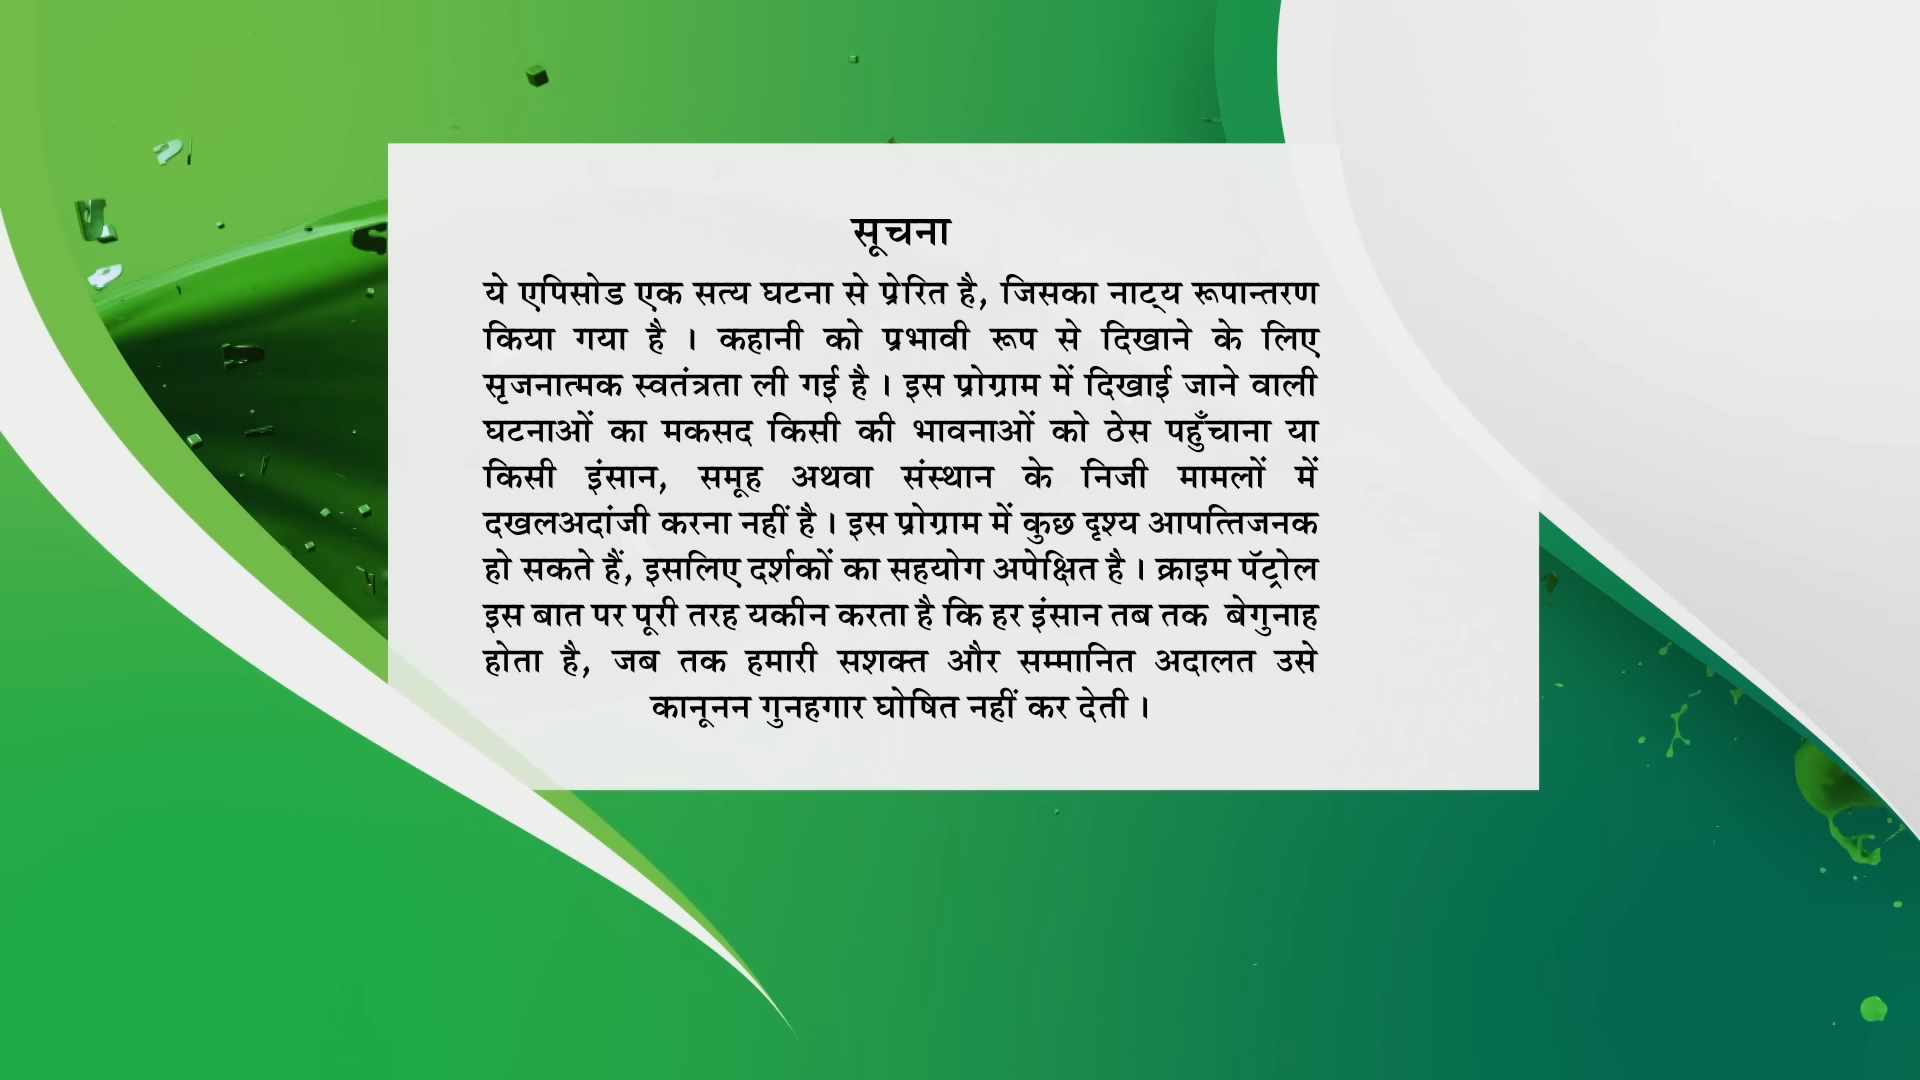 सूचना
ये एपिसोड एक सत्य घटना से प्रेरित है, जिसका नाट्य रूपान्तरण
किया गया है । कहानी को प्रभावी रूप से दिखाने के लिए
सृजनात्मक स्वतंत्रता ली गई है । इस प्रोग्राम में दिखाई जाने वाली
घटनाओं का मकसद किसी की भावनाओं को ठेस पहुँचाना या
किसी इंसान, समूह अथवा संस्थान के निजी मामलों में
दखलअदांजी करना नहीं है । इस प्रोग्राम में कुछ दृश्य आपत्तिजनक
हो सकते हैं, इसलिए दर्शकों का सहयोग अपेक्षित है । क्राइम पॅट्रोल
इस बात पर पूरी तरह यकीन करता है कि हर इंसान तब तक बेगुनाह
होता है, जब तक हमारी सशक्त और सम्मानित अदालत उसे
कानूनन गुनहगार घोषित नहीं कर देती ।